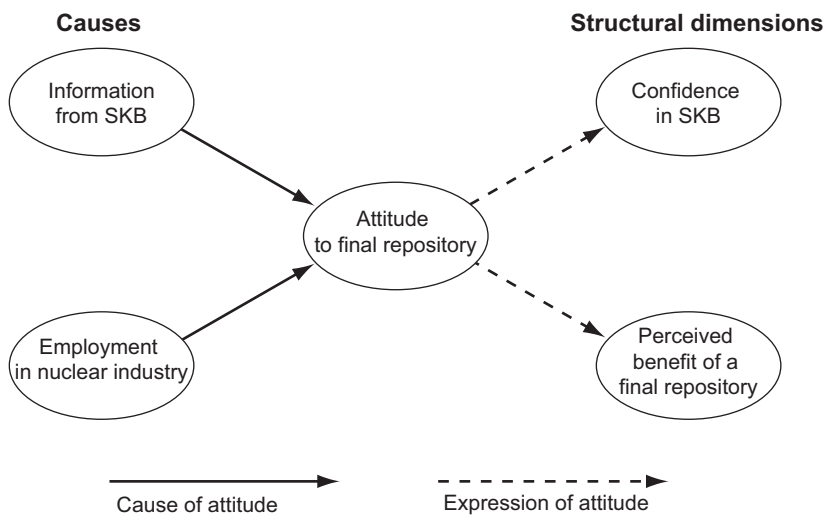 Causes
Structural dimensions
Information
from SKB
Confidence
in SKB
Attitude
to final repository
Employment
in nuclear industry
Perceived
benefit of a
final repository
Cause of attitude
Expression of attitude